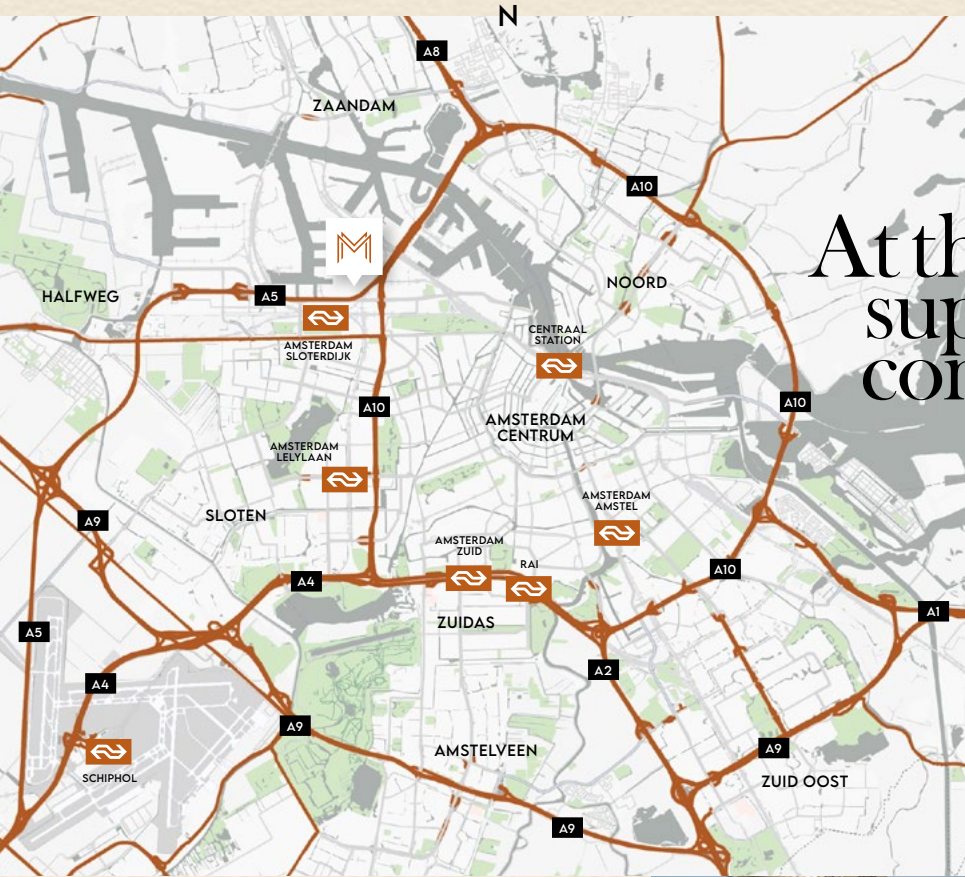 N
A8
ZAANDAM
A10
At th
sup
con
M
NOORD
HALFWEG
A5
AMSTERDAM
SLOTERDIJK
CENTRAAL
STATION
A10
A10
AMSTERDAM
CENTRUM
AMSTERDAM
LELYLAAN
AMSTERDAM
AMSTEL
SLOTEN
A9
AMSTERDAM
ZUID
RAI
A10
A4
A1
ZUIDAS
A5
A2
A4
A9
AMSTELVEEN
A9
SCHIPHOL
ZUID OOST
A9